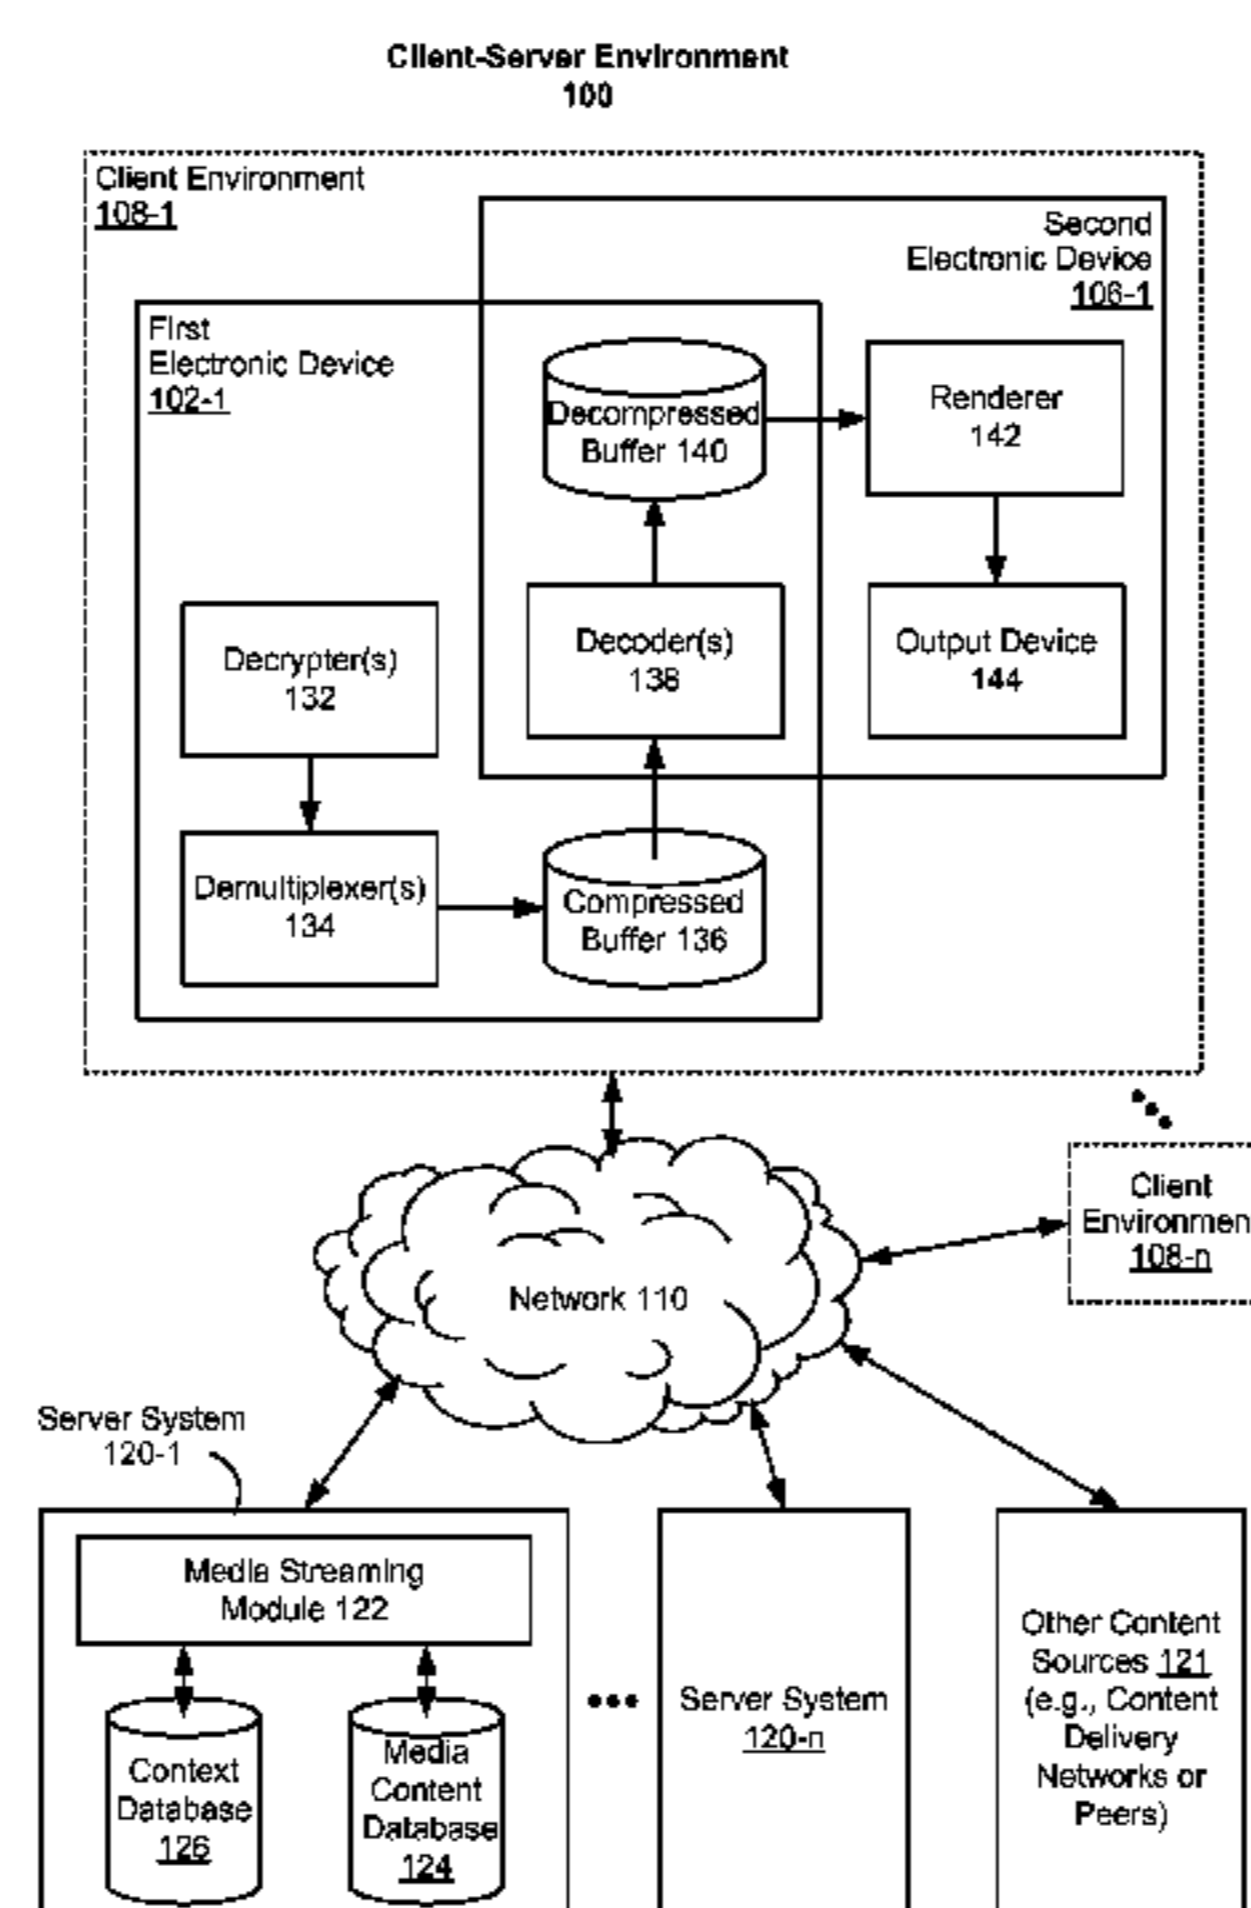 Client-Server Environment
100
Client Environment
108-1
Second
Electronic Device
106-1
First
Electronic Device
102-1
Decompressed
Buffer 140
Renderer
142
Decrypter(s)
132
Decoder(s)
138
Output Device
144
Demultiplexer(s)
134
Compressed
Buffer 136
Client
Environmen
108-n
Network 110
Server System
120-1
Media Streaming
Module 122
Context
Database
126
Media
Content
Database
124
Server System
120-n
Other Content
Sources 121
(e.g., Content
Delivery
Networks or
Peers)